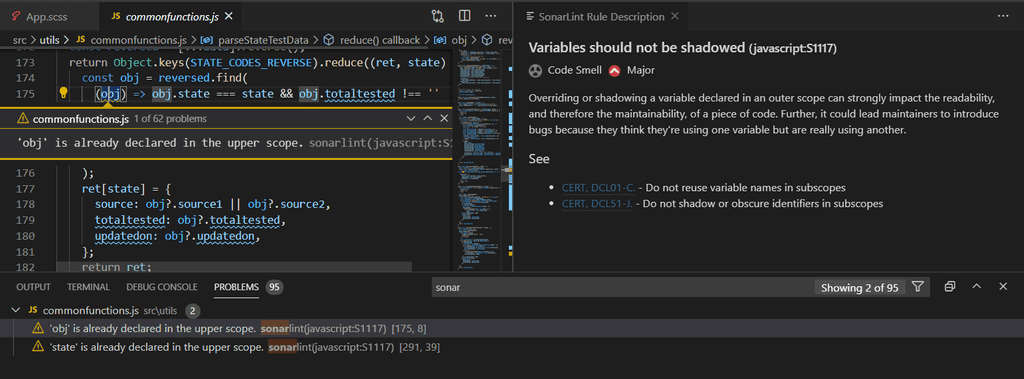 App.scss
JS commonfunctions.js
src > utils > JS commonfunctions.js > parseStateTestData > reduce() callback > obj > rev
173 return Object.keys(STATE_CODES_REVERSE).reduce((ret, state)
174 const obj = reversed.find(
175 (obj) => obj.state === state && obj.totaltested !== ''
commonfunctions.js 1 of 62 problems
'obj' is already declared in the upper scope. sonarlint(javascript:S1
176 );
177 ret[state] = {
178 source: obj?.source1 || obj?.source2,
179 totaltested: obj?.totaltested,
180 updatedon: obj?.updatedon,
181 };
182 return ret;
SonarLint Rule Description
Variables should not be shadowed (javascript:S1117)
Code Smell Major
Overriding or shadowing a variable declared in an outer scope can strongly impact the readability,
and therefore the maintainability, of a piece of code. Further, it could lead maintainers to introduce
bugs because they think they're using one variable but are really using another.
See
• CERT, DCL01-C. - Do not reuse variable names in subscopes
• CERT, DCL51-J. - Do not shadow or obscure identifiers in subscopes
OUTPUT TERMINAL DEBUG CONSOLE PROBLEMS 95 sonar Showing 2 of 95
JS commonfunctions.js src\utils 2
'obj' is already declared in the upper scope. sonarlint(javascript:S1117) [175, 8]
'state' is already declared in the upper scope. sonarlint(javascript:S1117) [291, 39]